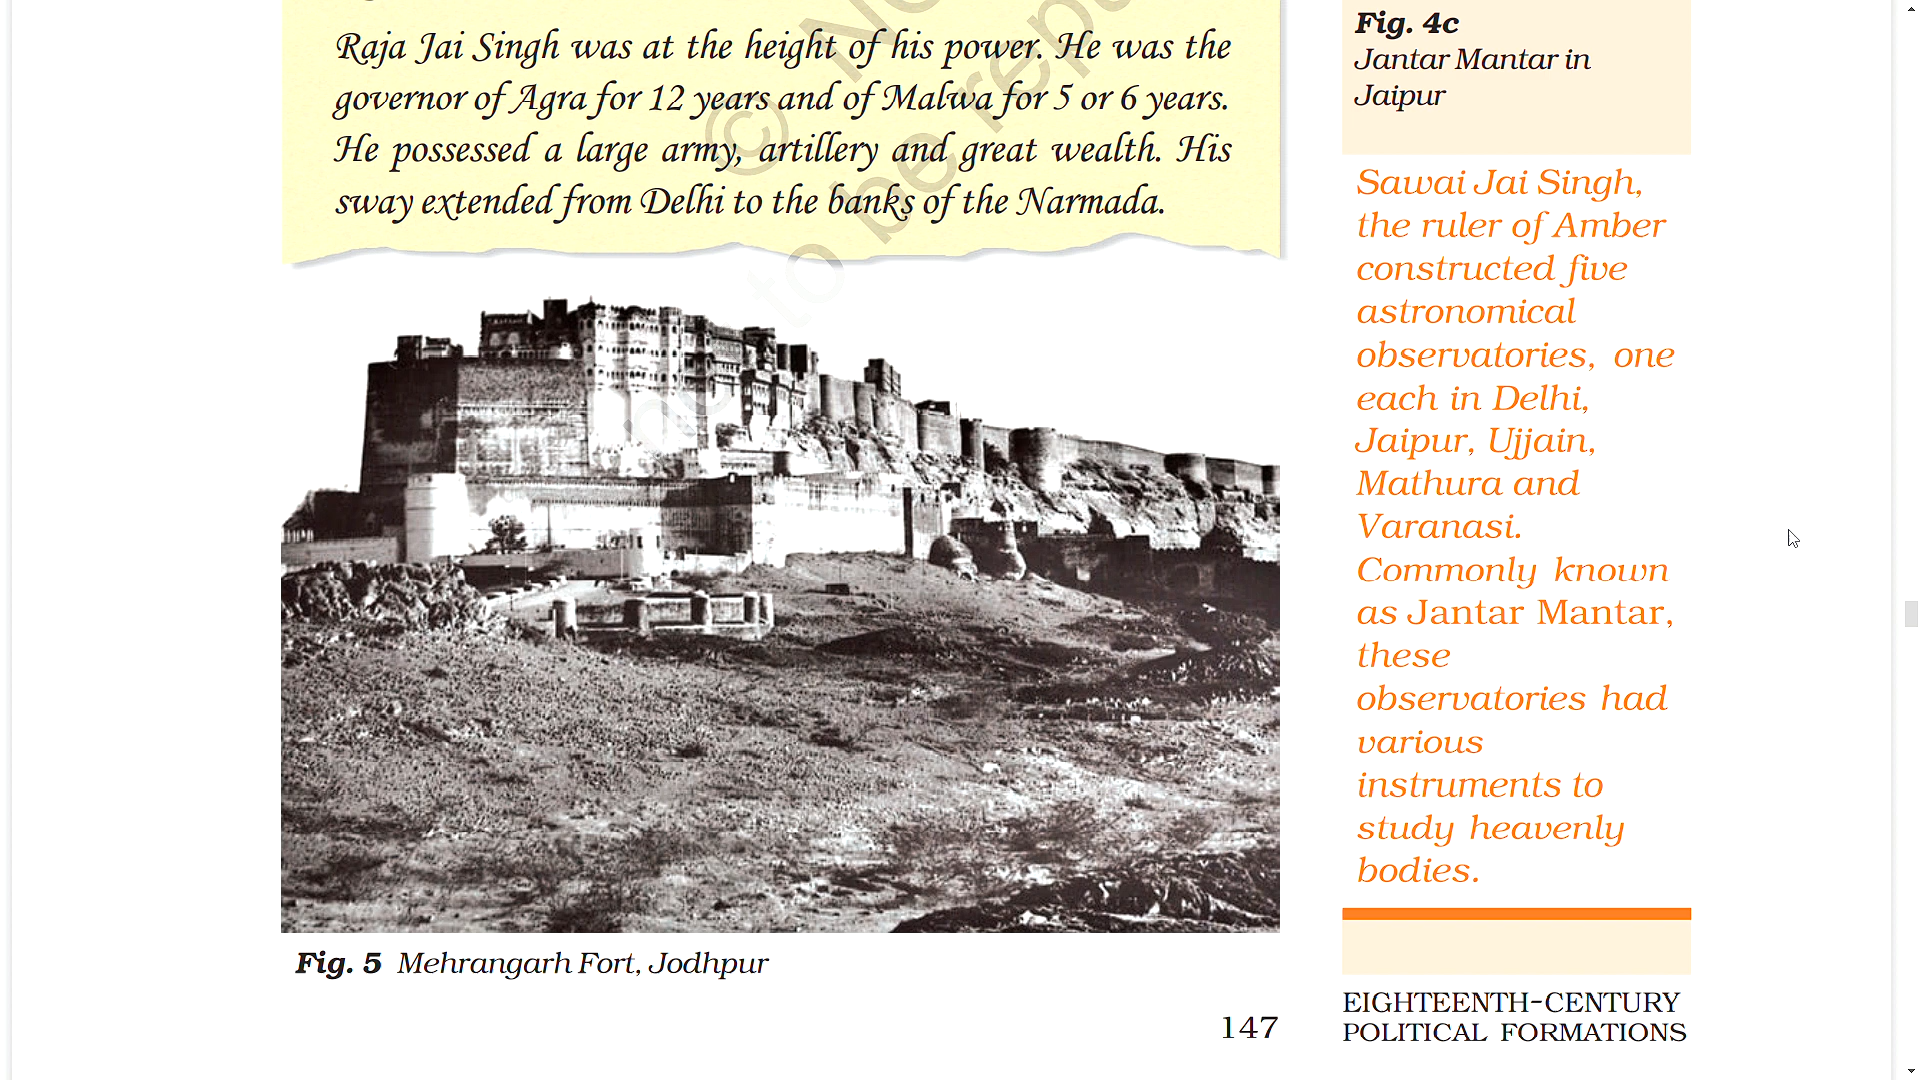 Raja Jai Singh was at the height of his power. He was the
governor of Agra for 12 years and of Malwa for 5 or 6 years.
He possessed a large army, artillery and great wealth. His
sway extended from Delhi to the banks of the Narmada.
Fig. 5 Mehrangarh Fort, Jodhpur
147
Fig. 4c
Jantar Mantar in
Jaipur
Sawai Jai Singh,
the ruler of Amber
constructed five
astronomical
observatories, one
each in Delhi,
Jaipur, Ujjain,
Mathura and
Varanasi.
Commonly known
as Jantar Mantar,
these
observatories had
various
instruments to
study heavenly
bodies.
EIGHTEENTH-CENTURY
POLITICAL FORMATIONS
© 
to be